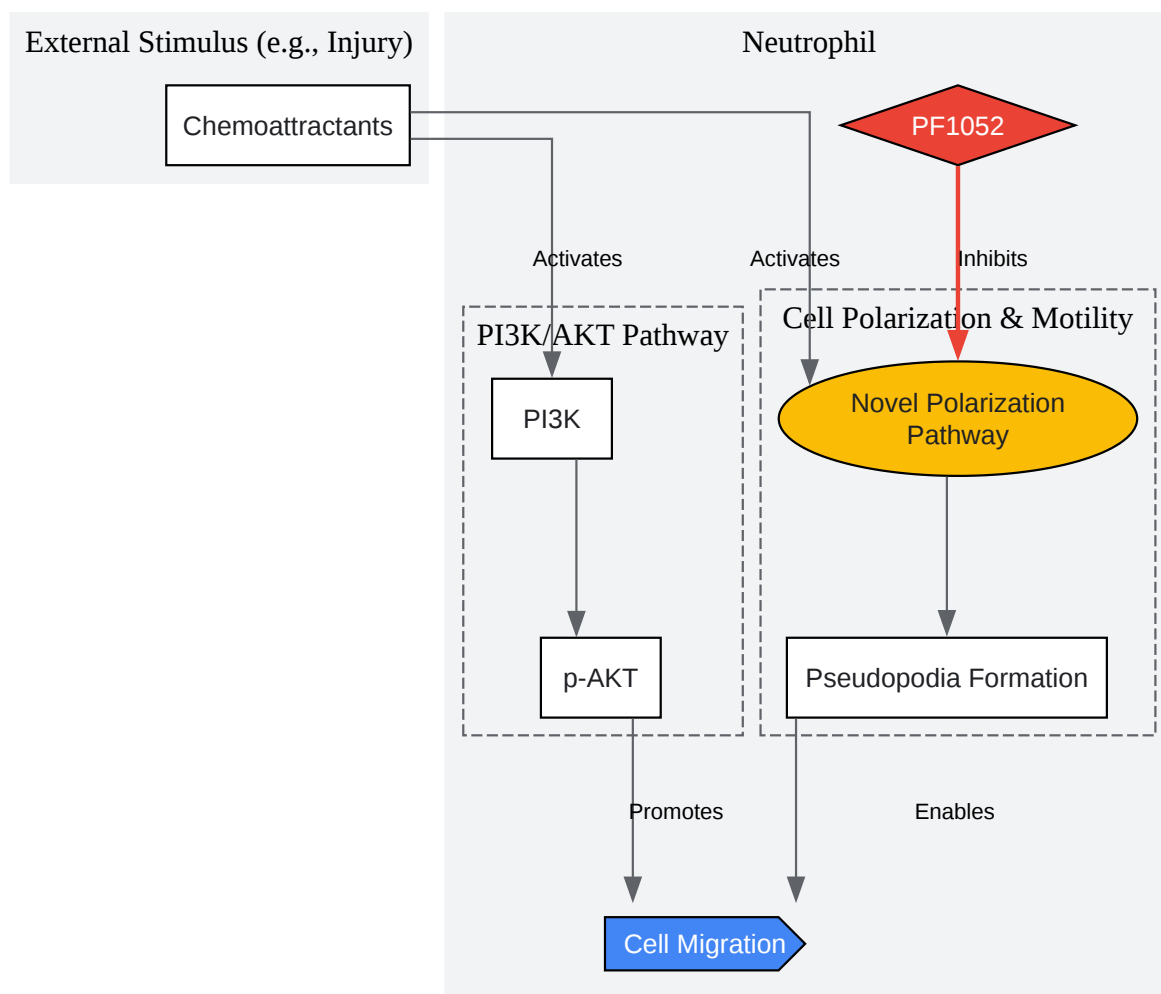 External Stimulus (e.g., Injury)
Neutrophil
Chemoattractants
PF1052
Activates
Activates
Inhibits
PI3K/AKT Pathway
Cell Polarization & Motility
PI3K
Novel Polarization
Pathway
p-AKT
Pseudopodia Formation
Promotes
Enables
Cell Migration